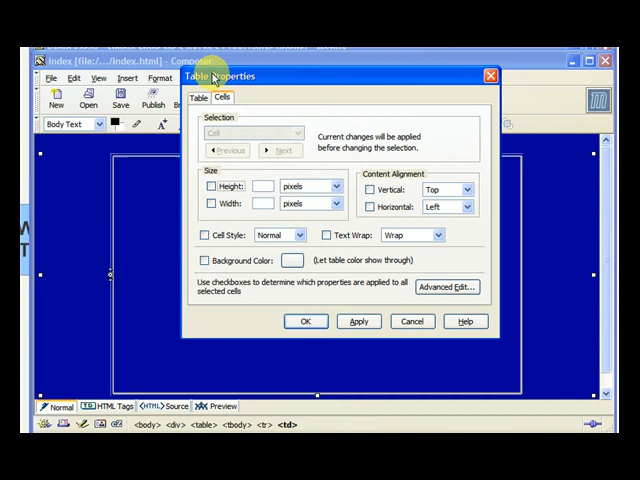 Index [file:/.../index.html] - Composer
File Edit View Insert Format
New Open Save Publish
Body Text
Table Properties
Table Cells
Selection
Cell
Previous Next
Current changes will be applied
before changing the selection.
Size
Height: pixels
Width: pixels
Content Alignment
Vertical: Top
Horizontal: Left
Cell Style: Normal Text Wrap: Wrap
Background Color: (Let table color show through)
Use checkboxes to determine which properties are applied to all
selected cells
Advanced Edit...
OK Apply Cancel Help
Normal TD HTML Tags <HTML> Source Preview
<body> <div> <table> <tbody> <tr> <td>